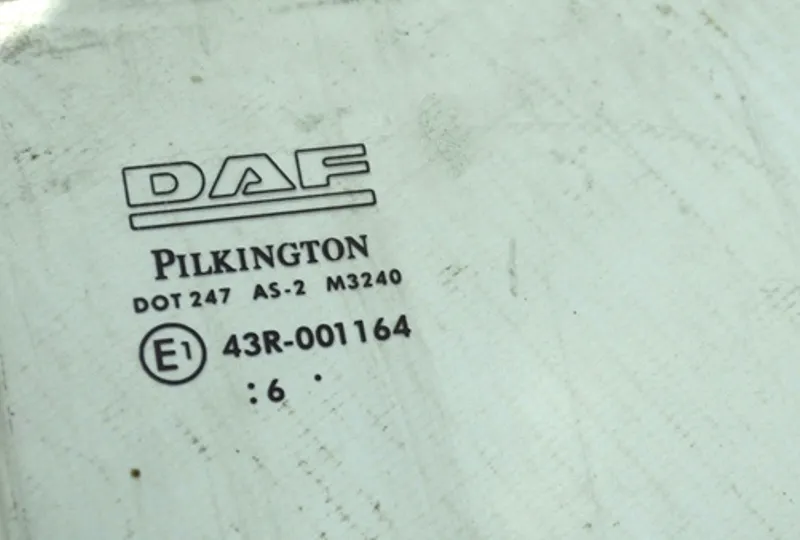 DAF
PILKINGTON
DOT 247 AS-2 M3240
E1 43R-001164
:6 .